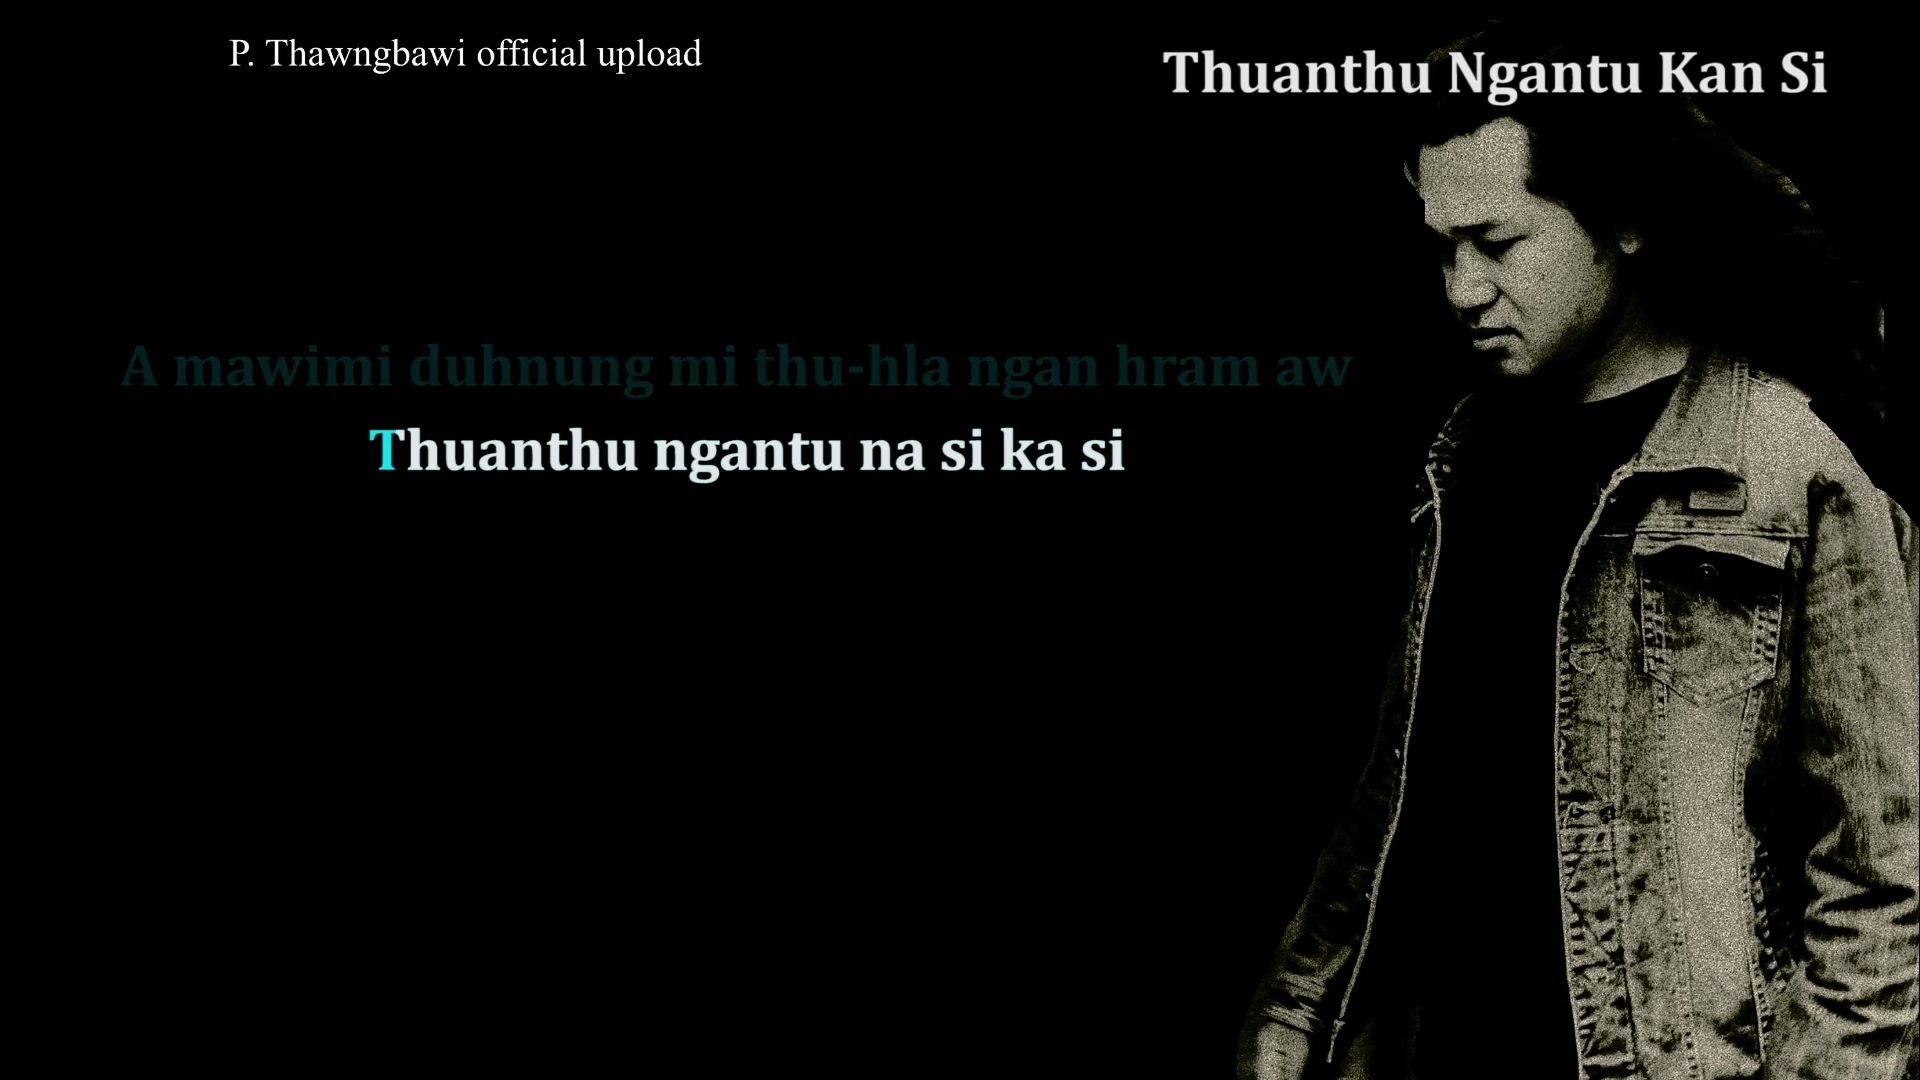 P. Thawngbawi official upload
Thuanthu Ngantu Kan Si
A mawimi duhnung mi thu-hla ngan hram aw
Thuanthu ngantu na si ka si